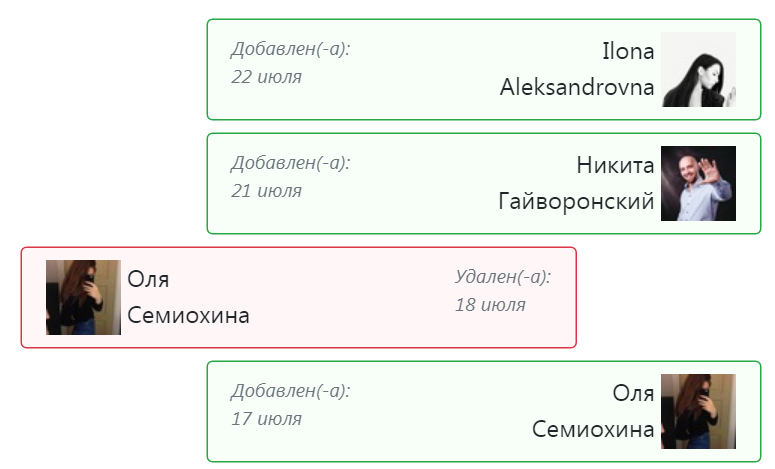 Добавлен(-а):
22 июля
Ilona
Aleksandrovna
Добавлен(-а):
21 июля
Никита
Гайворонский
Оля
Семиохина
Удален(-а):
18 июля
Добавлен(-а):
17 июля
Оля
Семиохина